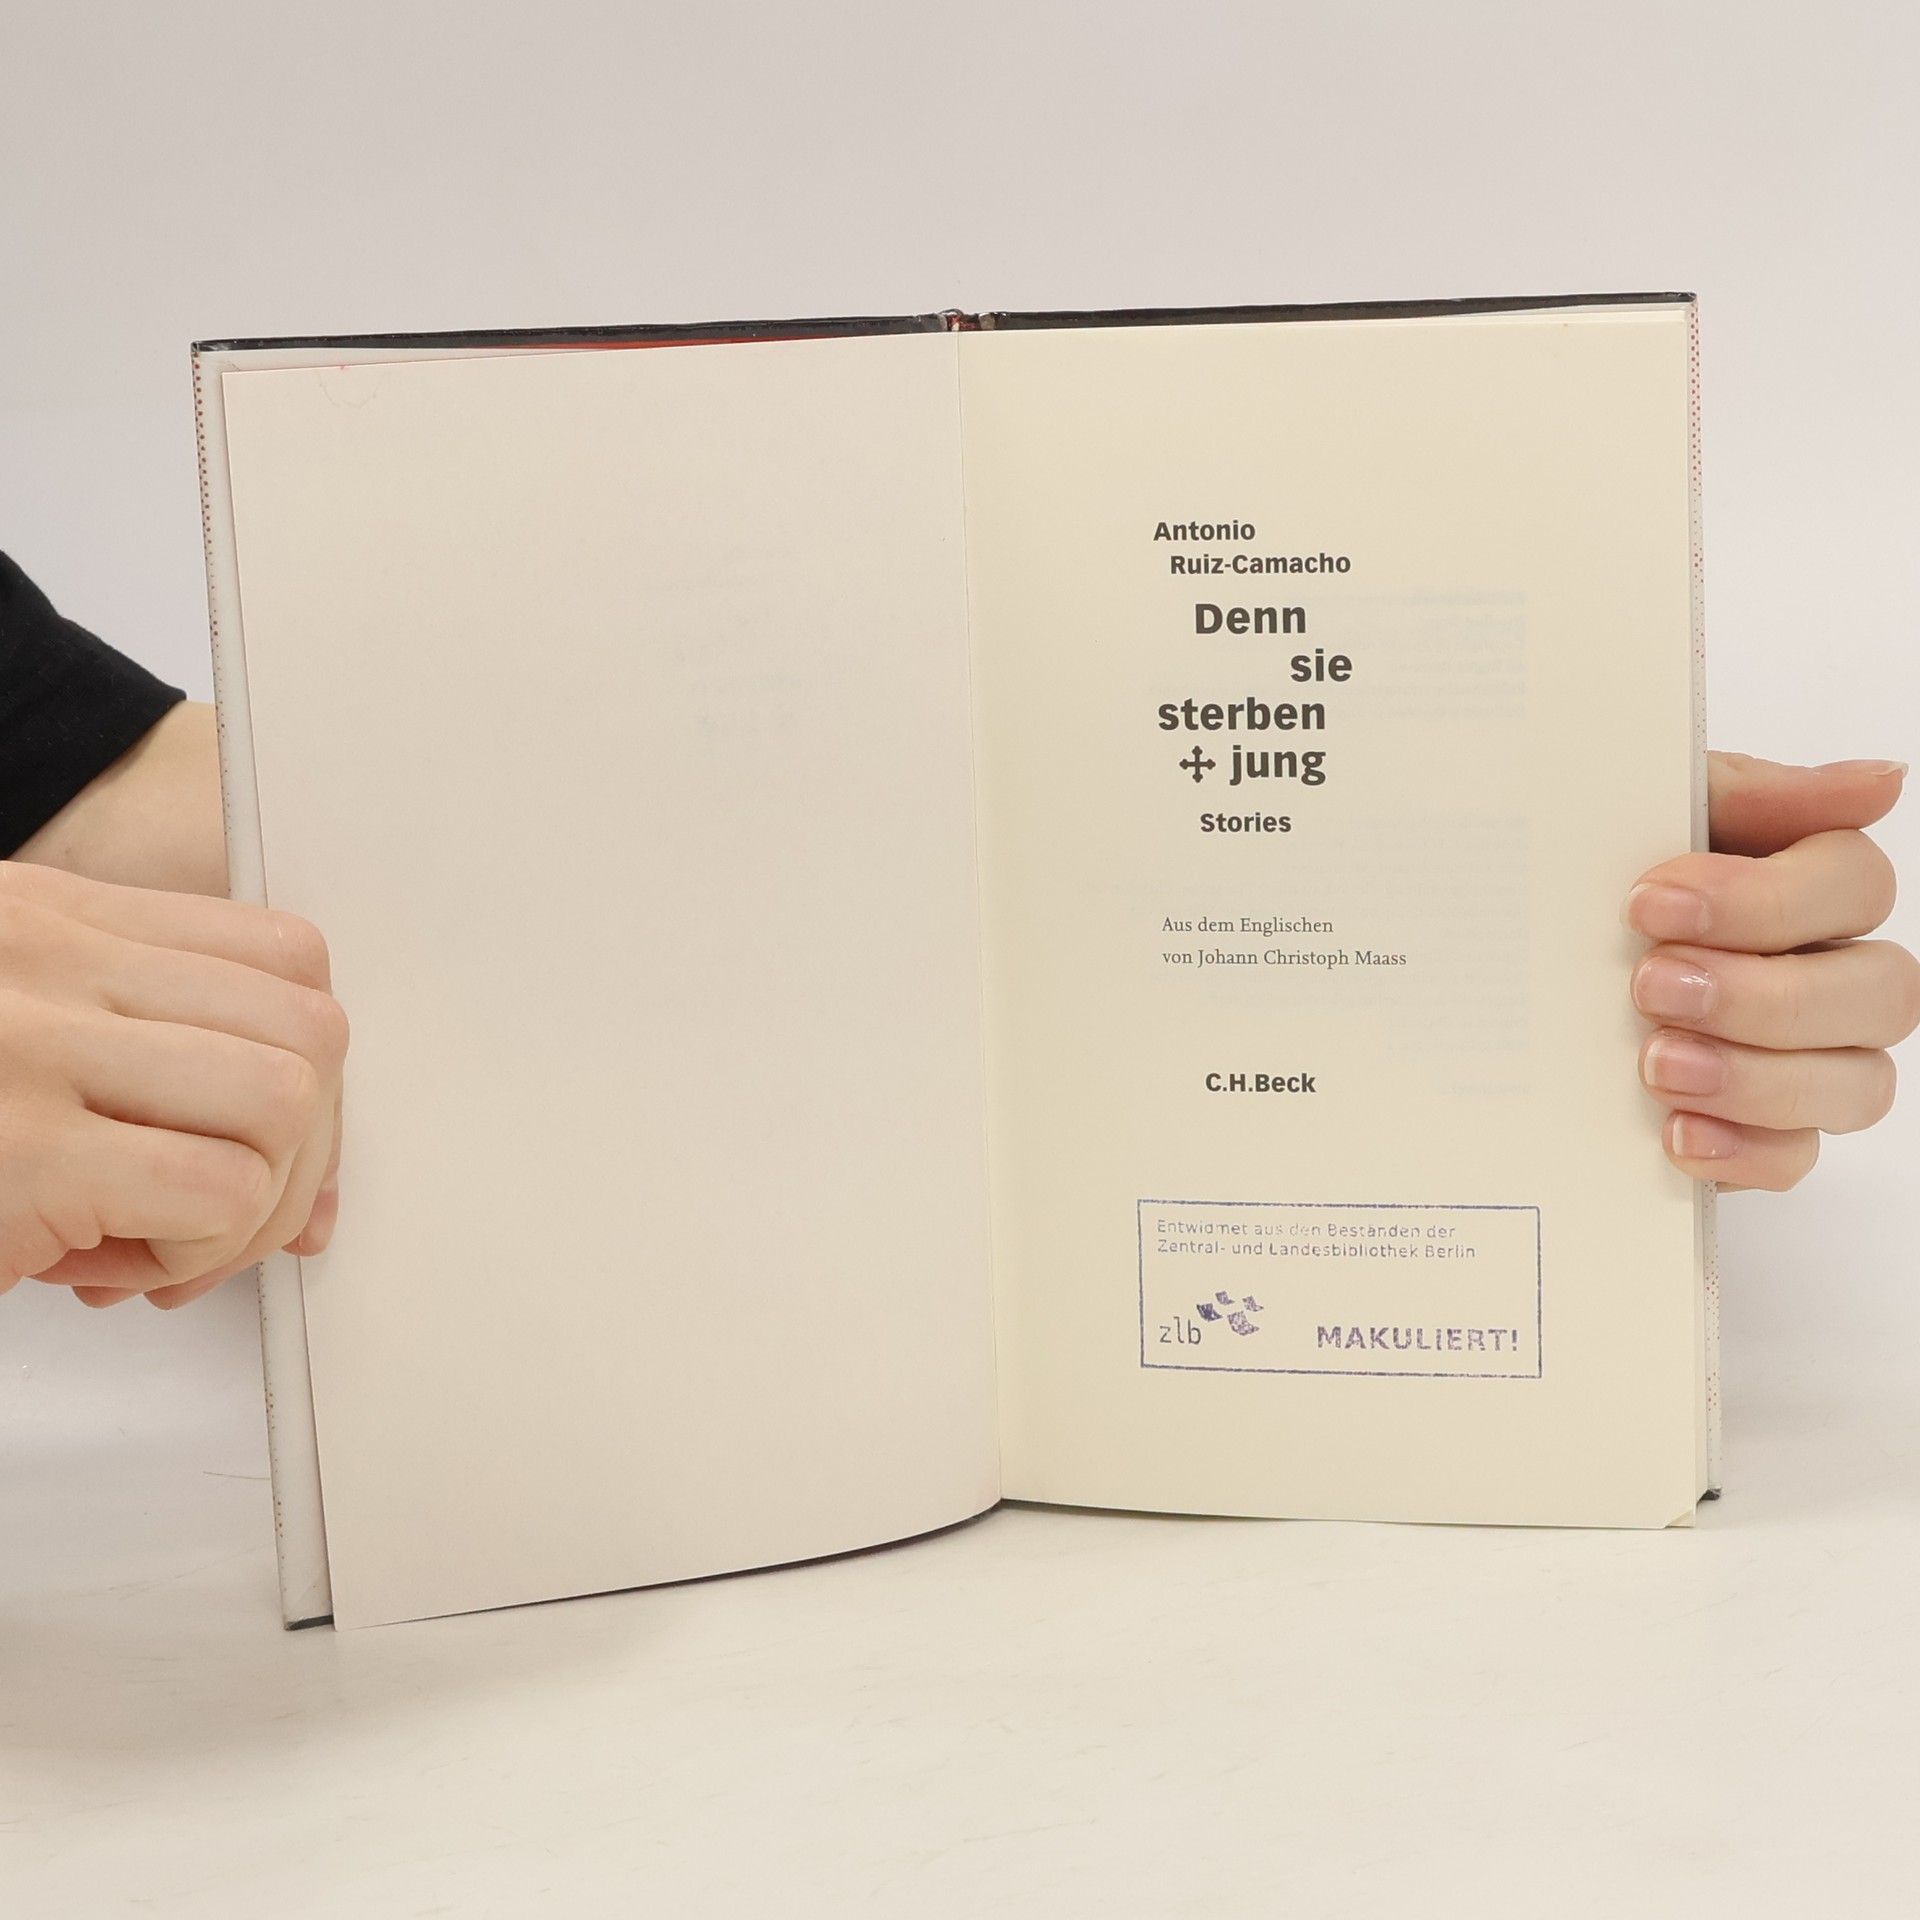 Antonio
Ruiz-Camacho
Denn
sie
sterben
jung
Stories
Aus dem Englischen
von Johann Christoph Maass
C.H.Beck
Entwidmet aus den Beständen der
Zentral- und Landesbibliothek Berlin
zlb
MAKULIERT!